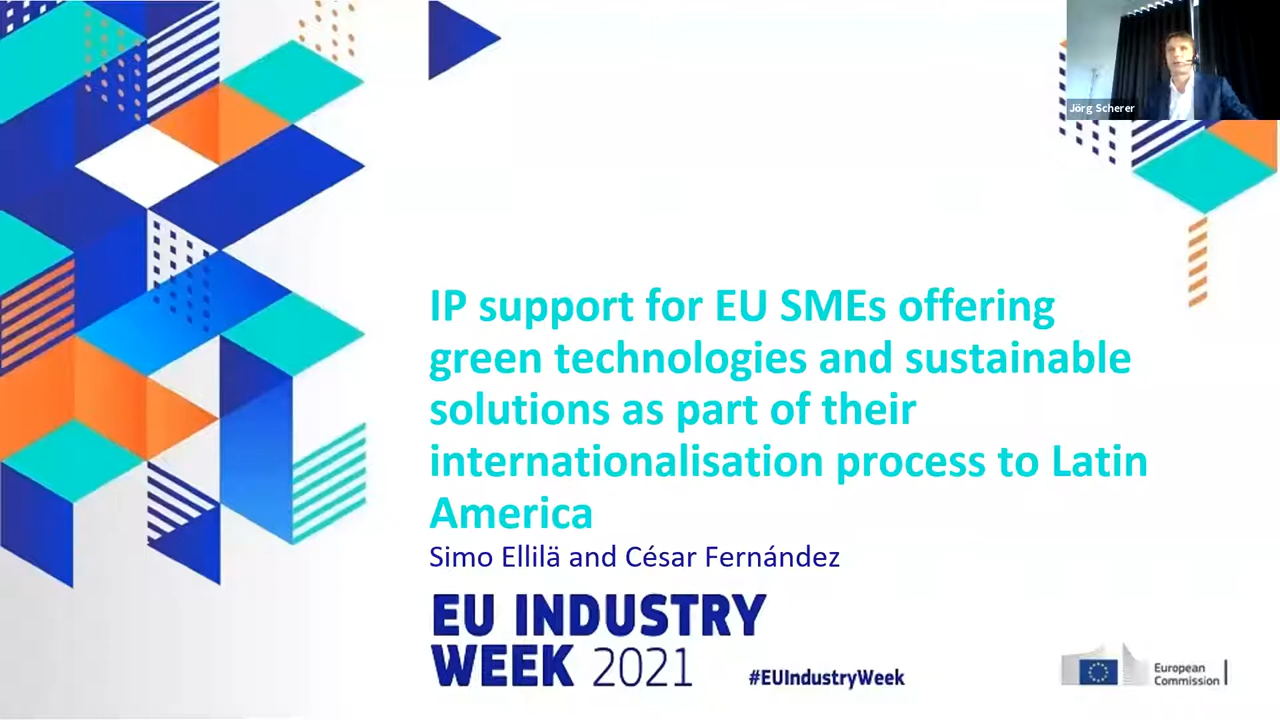 Jörg Scherer
IP support for EU SMEs offering
green technologies and sustainable
solutions as part of their
internationalisation process to Latin
America
Simo Ellilä and César Fernández
EU INDUSTRY
WEEK 2021
#EUIndustryWeek
European
Commission